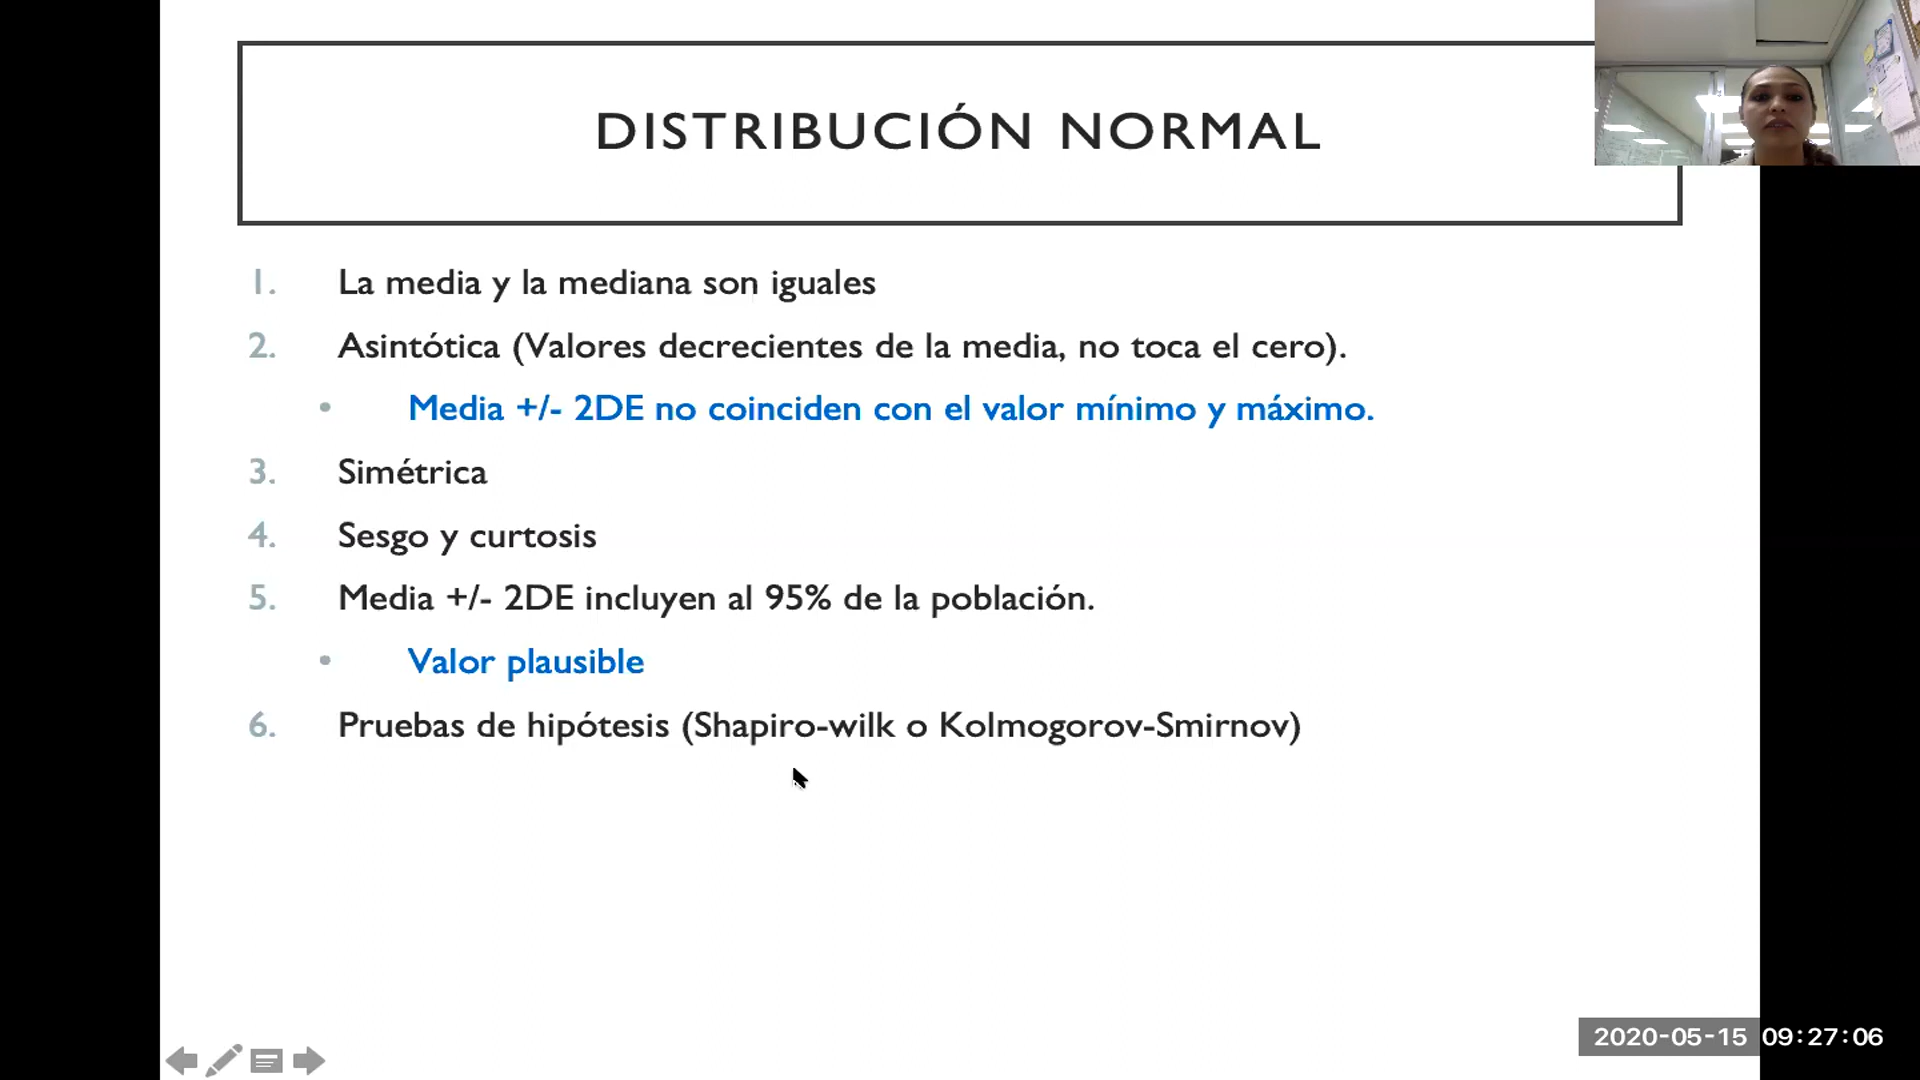 DISTRIBUCIÓN NORMAL
1. La media y la mediana son iguales
2. Asintótica (Valores decrecientes de la media, no toca el cero).
• Media +/- 2DE no coinciden con el valor mínimo y máximo.
3. Simétrica
4. Sesgo y curtosis
5. Media +/- 2DE incluyen al 95% de la población.
• Valor plausible
6. Pruebas de hipótesis (Shapiro-wilk o Kolmogorov-Smirnov)
2020-05-15 09:27:06